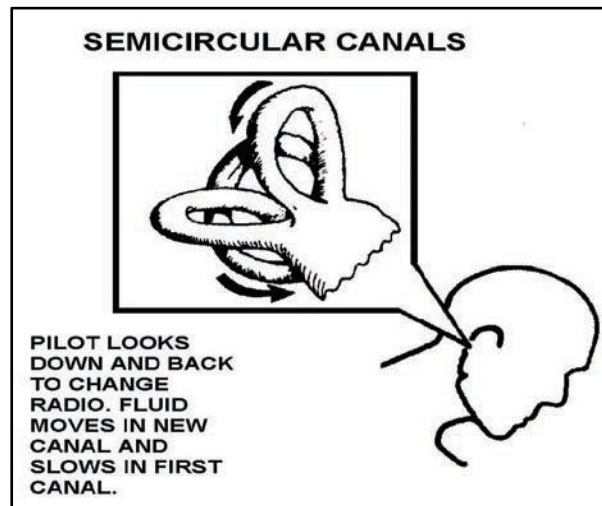 SEMICIRCULAR CANALS
PILOT LOOKS
DOWN AND BACK
TO CHANGE
RADIO. FLUID
MOVES IN NEW
CANAL AND
SLOWS IN FIRST
CANAL.